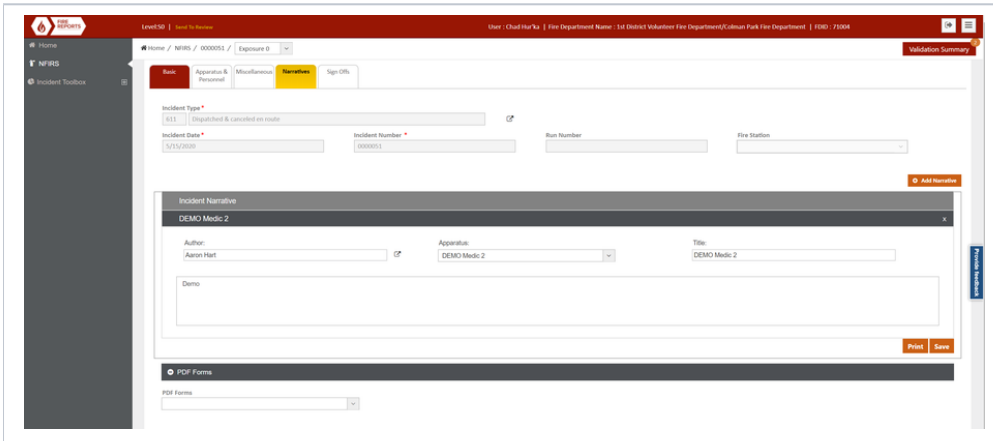 FIRE REPORTS
Level:50 | Send To Review
User : Chad Hur'ka | Fire Department Name : 1st District Volunteer Fire Department/Colman Park Fire Department | FDID : 71004
Home
NFIRS
Incident Toolbox
Home / NFIRS / 0000051 / Exposure 0
Validation Summary
Basic
Apparatus & Personnel
Miscellaneous
Narratives
Sign Offs
Incident Type *
611 Dispatched & canceled en route
Incident Date * Incident Number * Run Number Fire Station
5/15/2020 0000051
Add Narrative
Incident Narrative
DEMO Medic 2 x
Author: Apparatus: Title:
Aaron Hart DEMO Medic 2 DEMO Medic 2
Demo
Print Save
PDF Forms
PDF Forms
Provide feedback